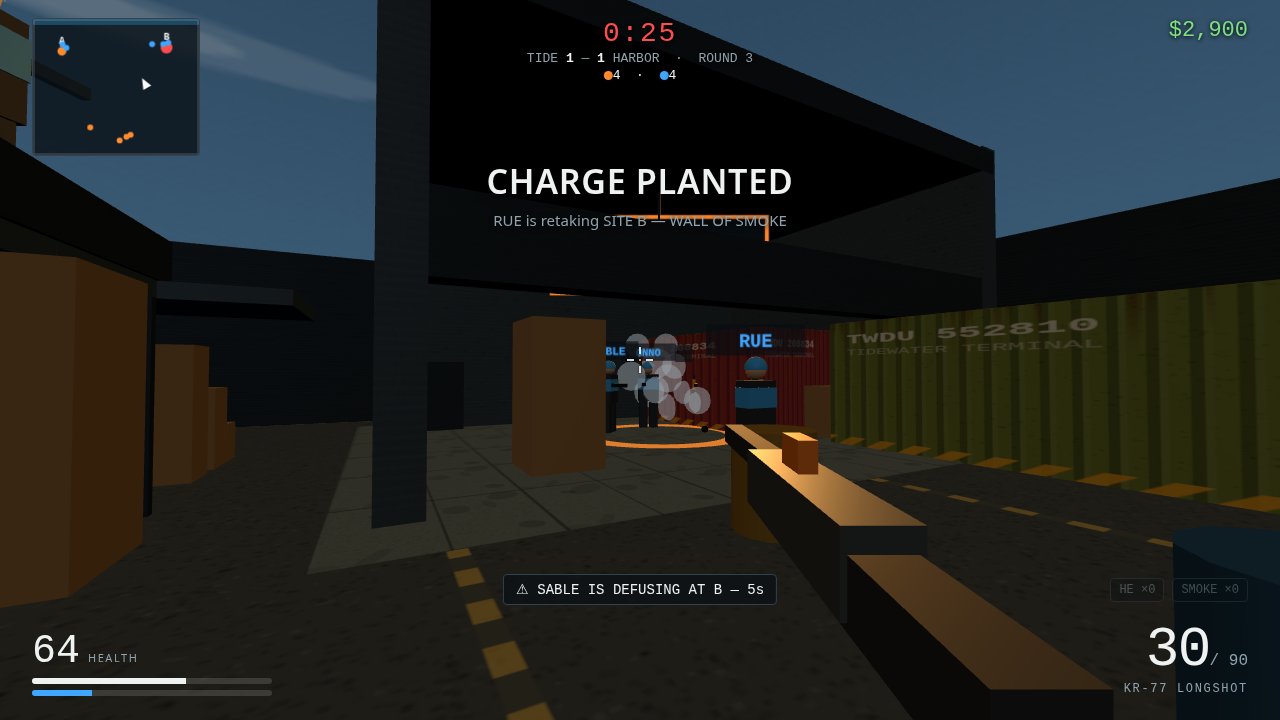 A
B
0:25
TIDE 1 — 1 HARBOR · ROUND 3
4 · 4
$2,900
CHARGE PLANTED
RUE is retaking SITE B — WALL OF SMOKE
TWDU 552810
TIDEWATER TERMINAL
RUE
BLE
INNO
⚠ SABLE IS DEFUSING AT B — 5s
HE ×0
SMOKE ×0
64 HEALTH
30 / 90
KR-77 LONGSHOT